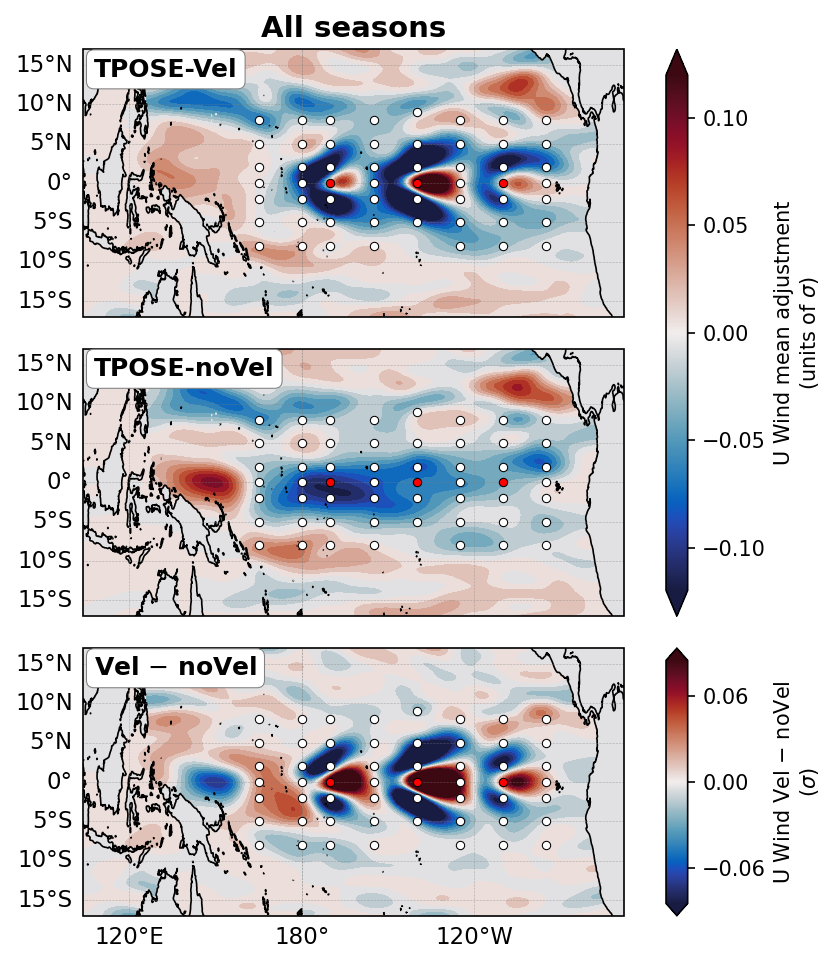 All seasons
TPOSE-Vel
15°N
10°N
5°N
0°
5°S
10°S
15°S
TPOSE-noVel
15°N
10°N
5°N
0°
5°S
10°S
15°S
0.10
0.05
0.00
−0.05
−0.10
U Wind mean adjustment
(units of σ)
Vel − noVel
15°N
10°N
5°N
0°
5°S
10°S
15°S
120°E
180°
120°W
0.06
0.00
−0.06
U Wind Vel − noVel
(σ)